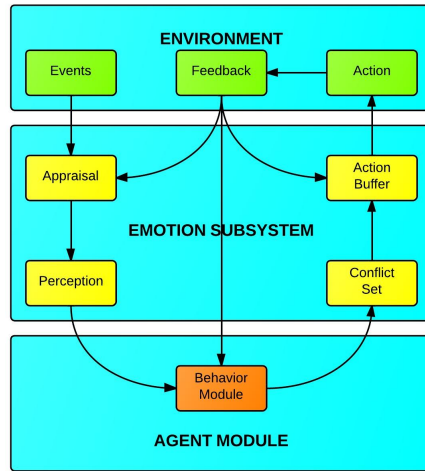 ENVIRONMENT
Events
Feedback
Action
Appraisal
Action
Buffer
EMOTION SUBSYSTEM
Perception
Conflict
Set
Behavior
Module
AGENT MODULE